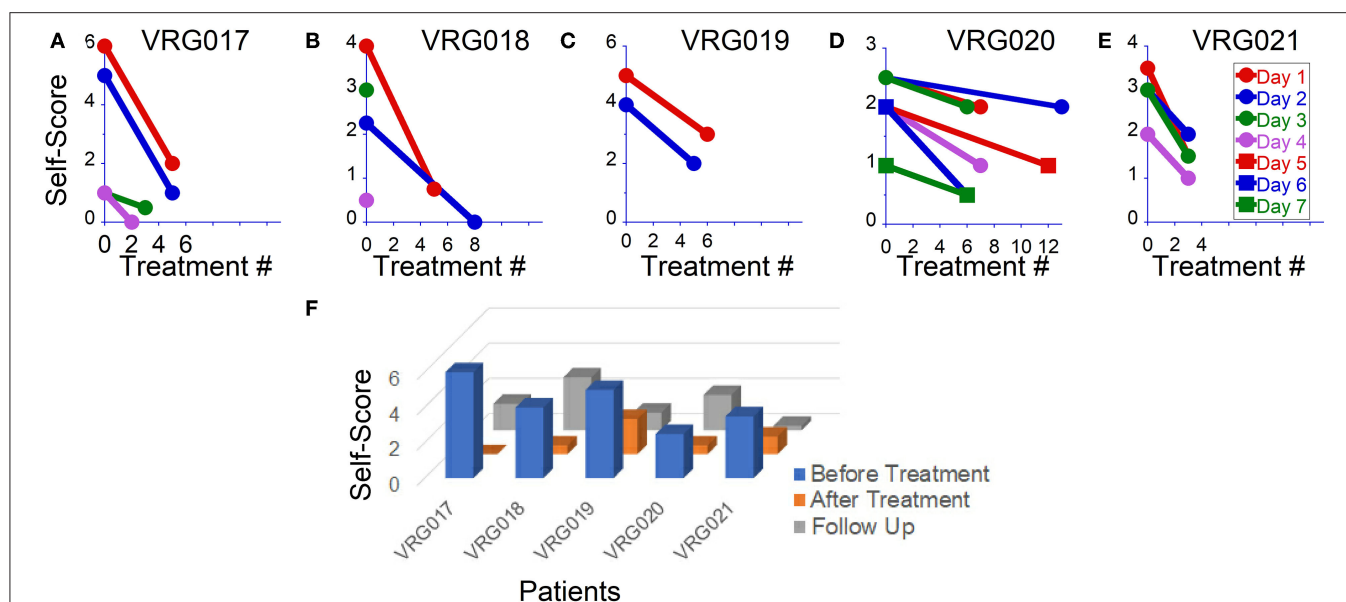 A VRG017
6
4
2
0
0 2 4 6
Self-Score
Treatment #
B VRG018
4
2
1
0
0 2 4 6 8
Treatment #
C VRG019
6
4
2
0
0 2 4 6
Treatment #
D VRG020
3
2
1
0
0 2 4 6 8 10 12
Treatment #
E VRG021
4
2
1
0
0 2 4
Treatment #
Day 1
Day 2
Day 3
Day 4
Day 5
Day 6
Day 7
F
Self-Score
6
4
2
0
VRG017
VRG018
VRG019
VRG020
VRG021
Patients
Before Treatment
After Treatment
Follow Up